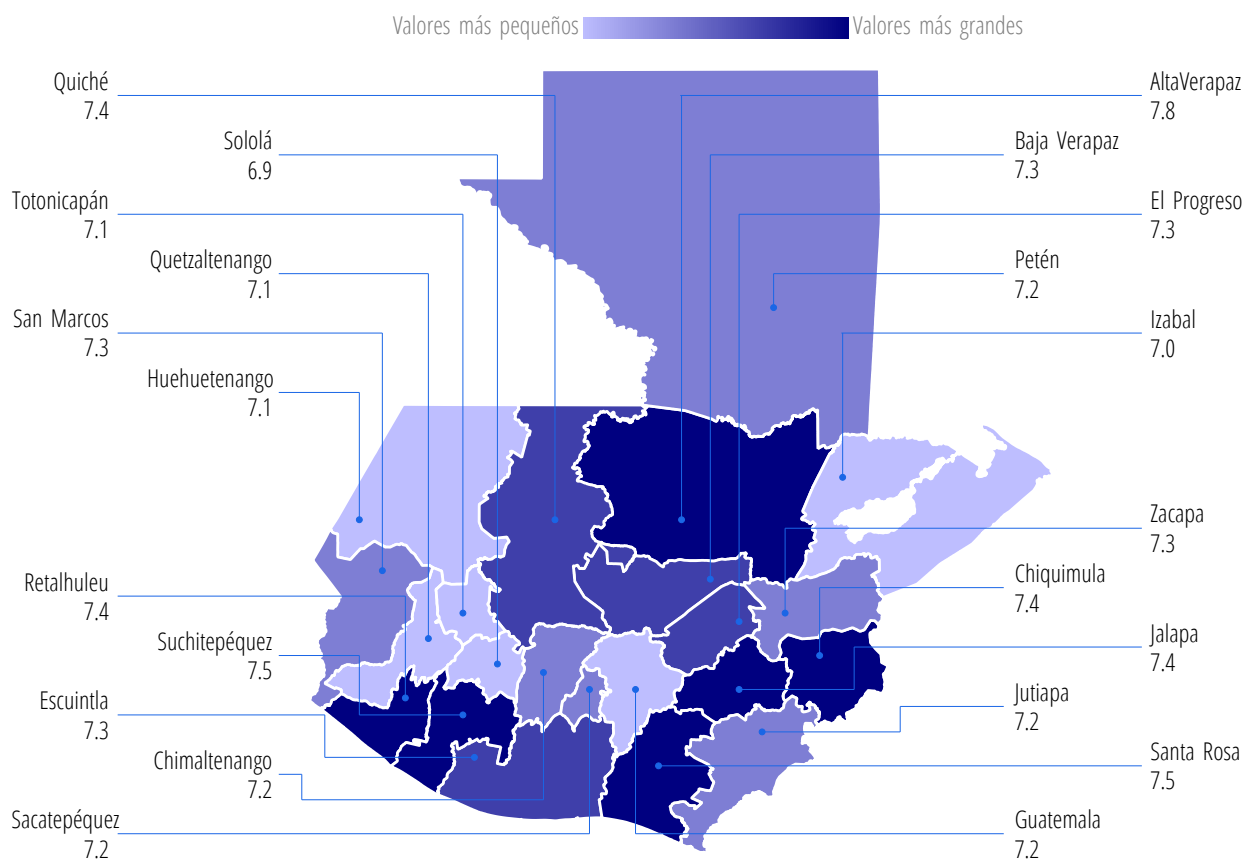 Valores más pequeños
Valores más grandes
Quiché
7.4
Sololá
6.9
Totonicapán
7.1
Quetzaltenango
7.1
San Marcos
7.3
Huehuetenango
7.1
Retalhuleu
7.4
Suchitepéquez
7.5
Escuintla
7.3
Chimaltenango
7.2
Sacatepéquez
7.2
AltaVerapaz
7.8
Baja Verapaz
7.3
El Progreso
7.3
Petén
7.2
Izabal
7.0
Zacapa
7.3
Chiquimula
7.4
Jalapa
7.4
Jutiapa
7.2
Santa Rosa
7.5
Guatemala
7.2